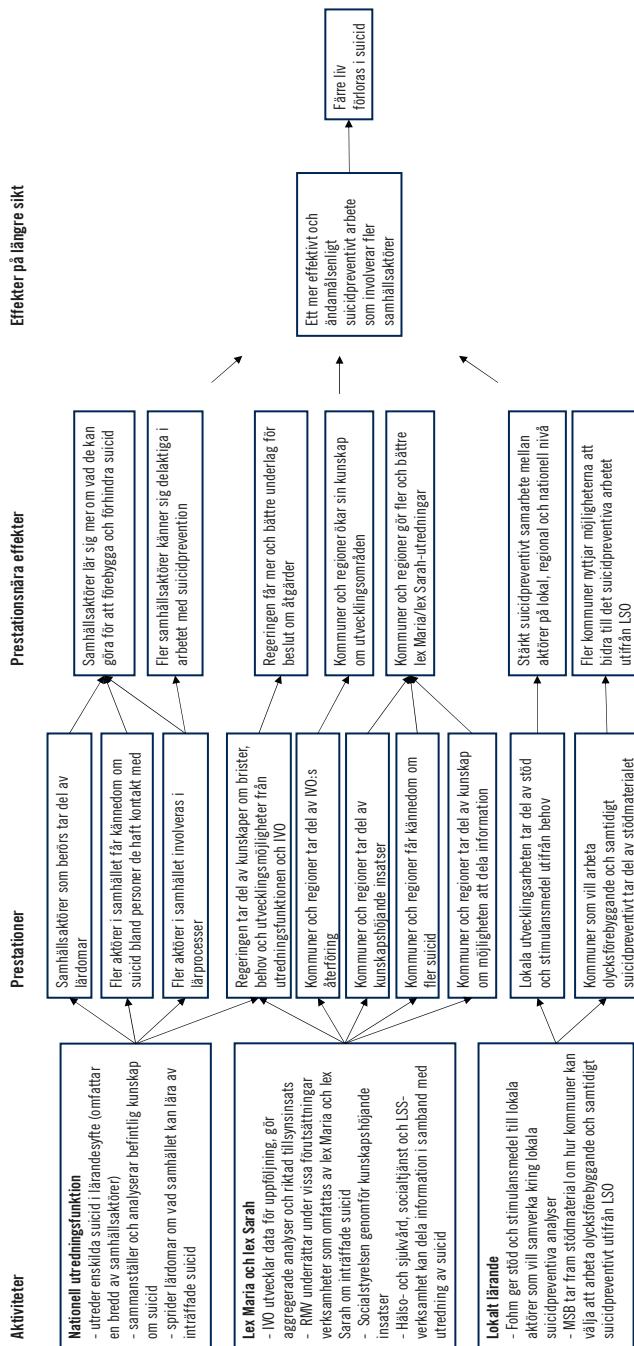 Aktiviteter
Nationell utredningsfunktion
- utreder enskilda suicid i lärandesyfte (omfattar
en bredd av samhällsaktörer)
- sammanställer och analyserar befintlig kunskap
om suicid
- sprider lärdomar om vad samhället kan lära av
inträffade suicid
Lex Maria och lex Sarah
- IVO utvecklar data för uppföljning, gör
aggregerade analyser och riktad tillsynsinsats
- RMV underrättar under vissa förutsättningar
verksamheter som omfattas av lex Maria och lex
Sarah om inträffade suicid
- Socialstyrelsen genomför kunskapshöjande
insatser
- Hälso- och sjukvård, socialtjänst och LSS-
verksamhet kan dela information i samband med
utredning av suicid
Lokalt lärande
- Fohm ger stöd och stimulansmedel till lokala
aktörer som vill samverka kring lokala
suicidpreventiva analyser
- MSB tar fram stödmaterial om hur kommuner kan
välja att arbeta olycksförebyggande och samtidigt
suicidpreventivt utifrån LSO
Prestationer
Samhällsaktörer som berörs tar del av
lärdomar
Fler aktörer i samhället får kännedom om
suicid bland personer de haft kontakt med
Fler aktörer i samhället involveras i
lärprocesser
Regeringen tar del av kunskaper om brister,
behov och utvecklingsmöjligheter från
utredningsfunktionen och IVO
Kommuner och regioner tar del av IVO:s
återföring
Kommuner och regioner tar del av
kunskapshöjande insatser
Kommuner och regioner får kännedom om
fler suicid
Kommuner och regioner tar del av kunskap
om möjligheten att dela information
Lokala utvecklingsarbeten tar del av stöd
och stimulansmedel utifrån behov
Kommuner som vill arbeta
olycksförebyggande och samtidigt
suicidpreventivt tar del av stödmaterialet
Prestationsnära effekter
Samhällsaktörer lär sig mer om vad de kan
göra för att förebygga och förhindra suicid
Fler samhällsaktörer känner sig delaktiga i
arbetet med suicidprevention
Regeringen får mer och bättre underlag för
beslut om åtgärder
Kommuner och regioner ökar sin kunskap
om utvecklingsområden
Kommuner och regioner gör fler och bättre
lex Maria/lex Sarah-utredningar
Stärkt suicidpreventivt samarbete mellan
aktörer på lokal, regional och nationell nivå
Fler kommuner nyttjar möjligheterna att
bidra till det suicidpreventiva arbetet
utifrån LSO
Effekter på längre sikt
Ett mer effektivt och
ändamålsenligt
suicidpreventivt arbete
som involverar fler
samhällsaktörer
Färre liv
förloras i suicid